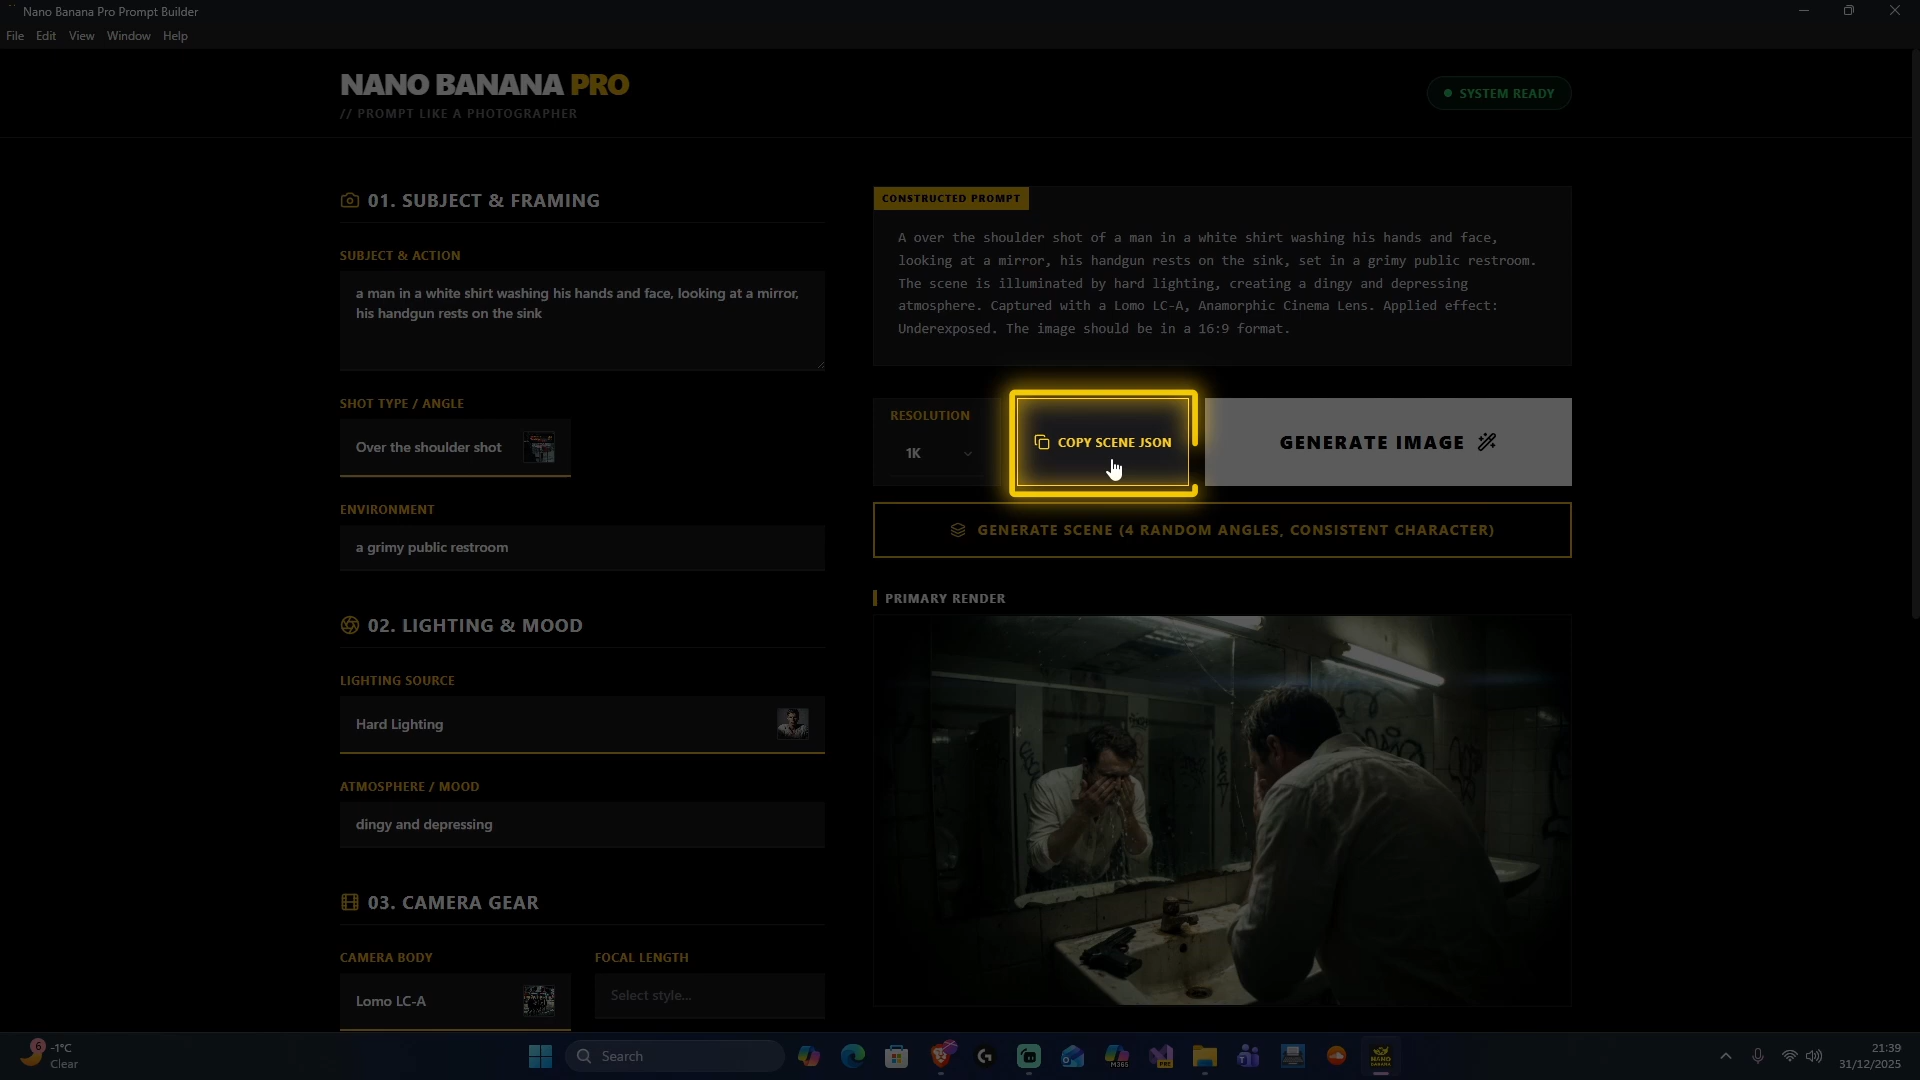 Nano Banana Pro Prompt Builder
File Edit View Window Help
NANO BANANA PRO
// PROMPT LIKE A PHOTOGRAPHER
SYSTEM READY
01. SUBJECT & FRAMING
SUBJECT & ACTION
a man in a white shirt washing his hands and face, looking at a mirror,
his handgun rests on the sink
SHOT TYPE / ANGLE
Over the shoulder shot
ENVIRONMENT
a grimy public restroom
02. LIGHTING & MOOD
LIGHTING SOURCE
Hard Lighting
ATMOSPHERE / MOOD
dingy and depressing
03. CAMERA GEAR
CAMERA BODY
Lomo LC-A
FOCAL LENGTH
Select style...
CONSTRUCTED PROMPT
A over the shoulder shot of a man in a white shirt washing his hands and face,
looking at a mirror, his handgun rests on the sink, set in a grimy public restroom.
The scene is illuminated by hard lighting, creating a dingy and depressing
atmosphere. Captured with a Lomo LC-A, Anamorphic Cinema Lens. Applied effect:
Underexposed. The image should be in a 16:9 format.
RESOLUTION
1K
COPY SCENE JSON
GENERATE IMAGE
GENERATE SCENE (4 RANDOM ANGLES, CONSISTENT CHARACTER)
PRIMARY RENDER
6
-1°C
Clear
Search
M365
PRE
NANO
BANANA
21:39
31/12/2025